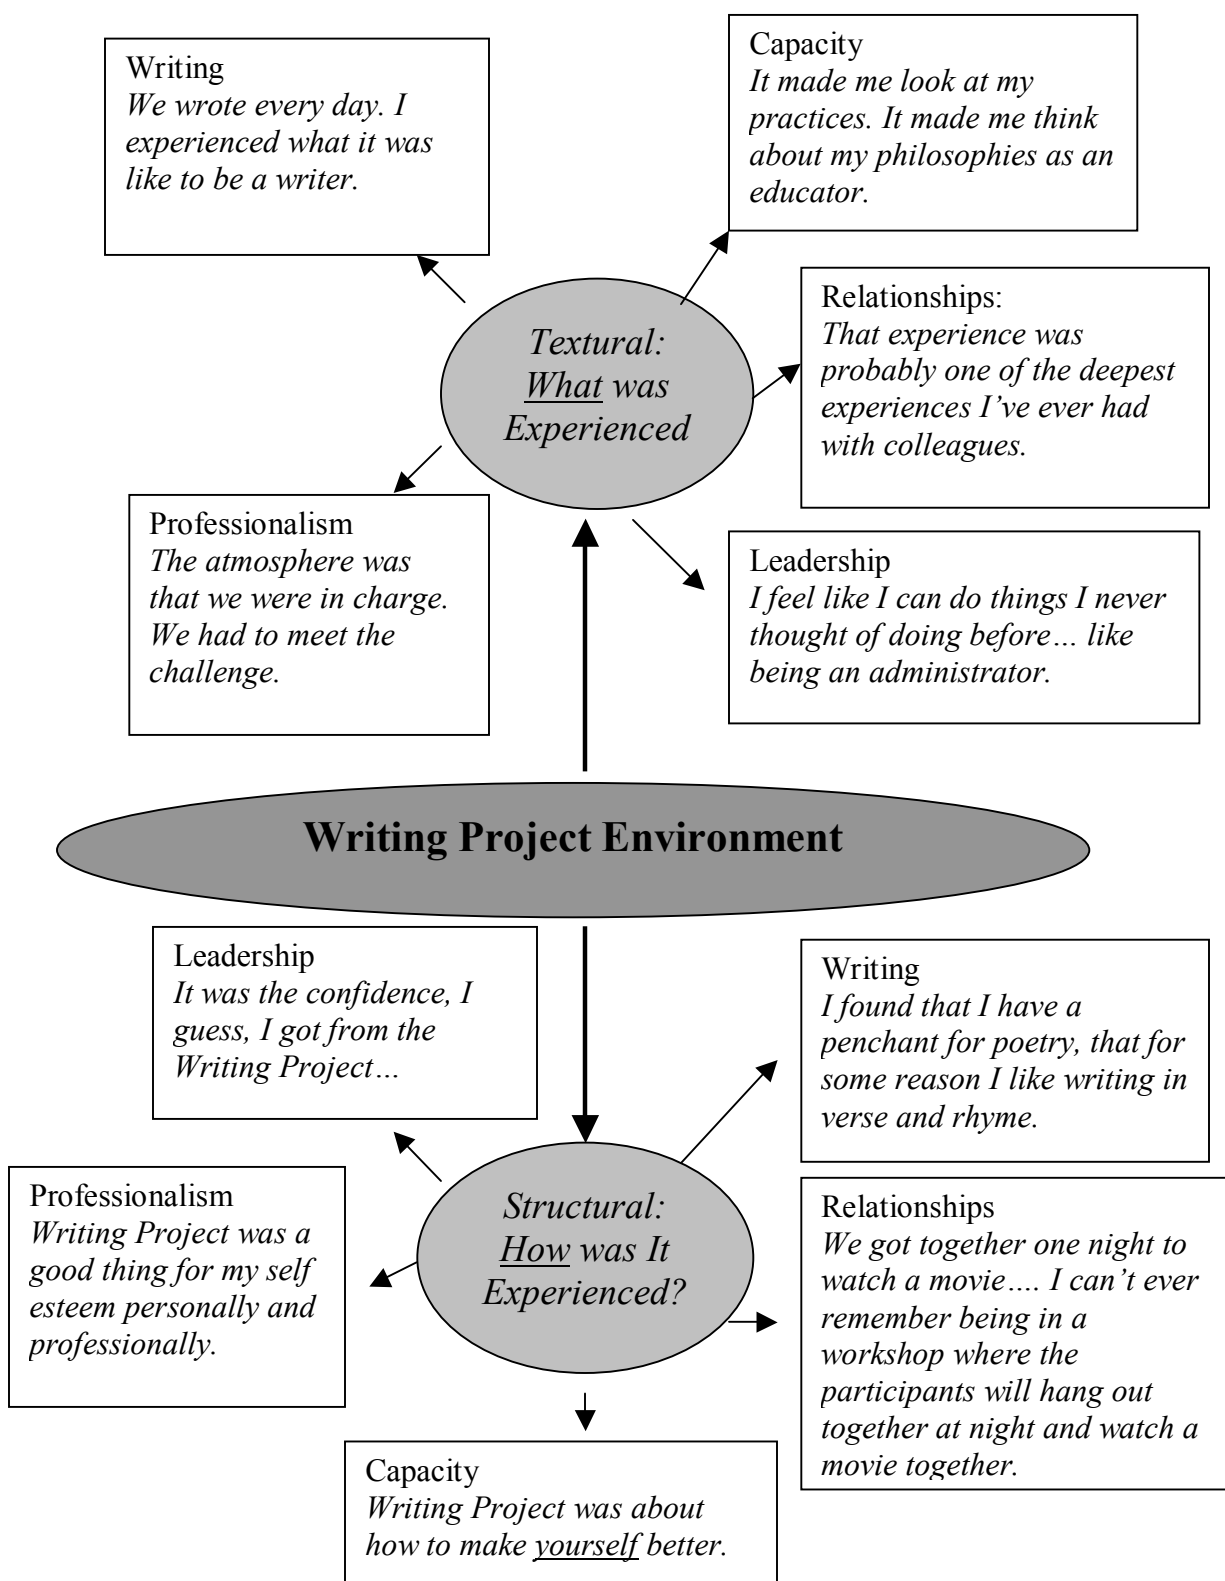 Writing
We wrote every day. I
experienced what it was
like to be a writer.
Capacity
It made me look at my
practices. It made me think
about my philosophies as an
educator.
Textural:
What was
Experienced
Relationships:
That experience was
probably one of the deepest
experiences I’ve ever had
with colleagues.
Professionalism
The atmosphere was
that we were in charge.
We had to meet the
challenge.
Leadership
I feel like I can do things I never
thought of doing before… like
being an administrator.
Writing Project Environment
Leadership
It was the confidence, I
guess, I got from the
Writing Project…
Writing
I found that I have a
penchant for poetry, that for
some reason I like writing in
verse and rhyme.
Professionalism
Writing Project was a
good thing for my self
esteem personally and
professionally.
Structural:
How was It
Experienced?
Relationships
We got together one night to
watch a movie…. I can’t ever
remember being in a
workshop where the
participants will hang out
together at night and watch a
movie together.
Capacity
Writing Project was about
how to make yourself better.